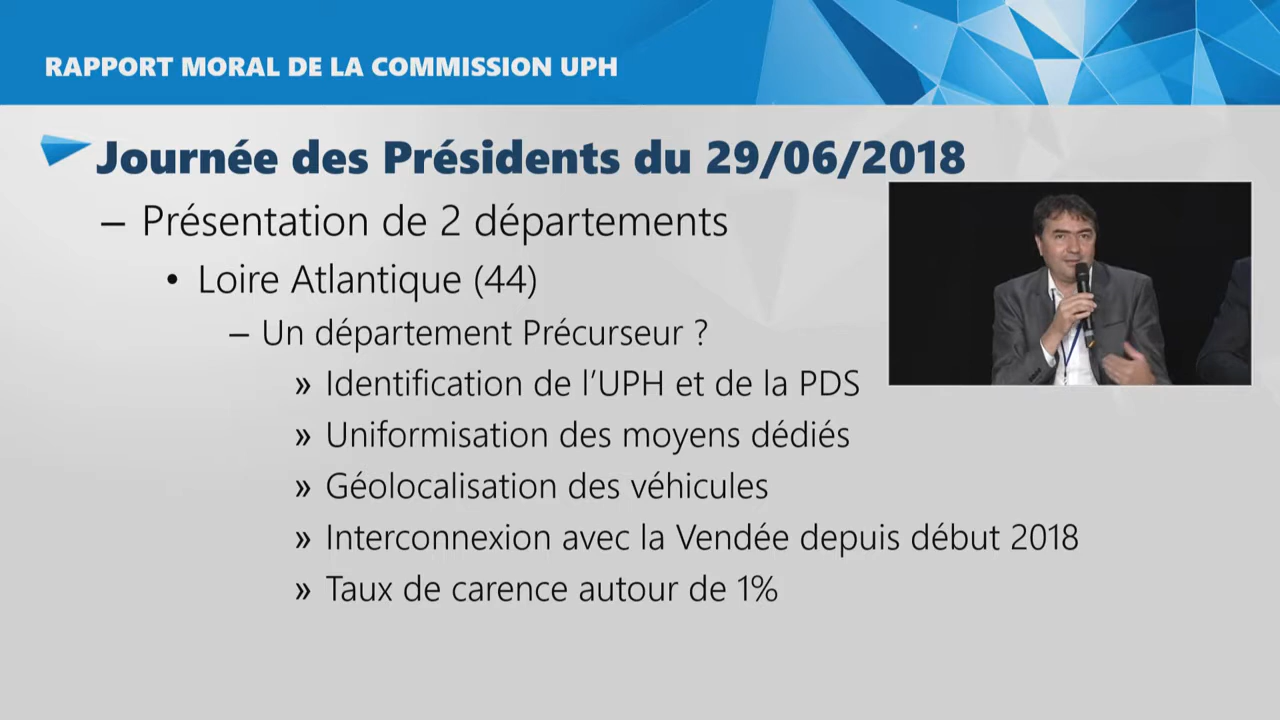 RAPPORT MORAL DE LA COMMISSION UPH
Journée des Présidents du 29/06/2018
– Présentation de 2 départements
• Loire Atlantique (44)
– Un département Précurseur ?
» Identification de l'UPH et de la PDS
» Uniformisation des moyens dédiés
» Géolocalisation des véhicules
» Interconnexion avec la Vendée depuis début 2018
» Taux de carence autour de 1%